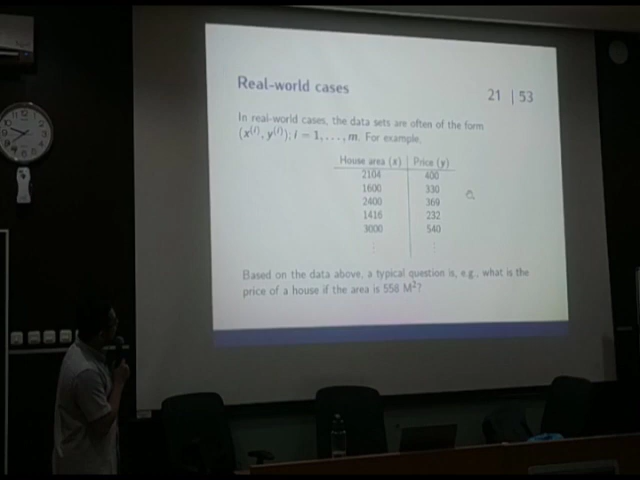 Real-world cases
21 | 53
In real-world cases, the data sets are often of the form
(x⁽ⁱ⁾, y⁽ⁱ⁾); i = 1, . . . , m. For example,
House area (x) | Price (y)
2104 400
1600 330
2400 369
1416 232
3000 540
⋮ ⋮
Based on the data above, a typical question is, e.g., what is the
price of a house if the area is 558 M²?